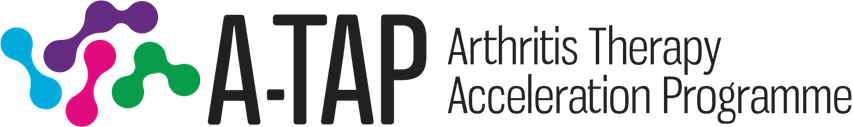 A-TAP
Arthritis Therapy
Acceleration Programme